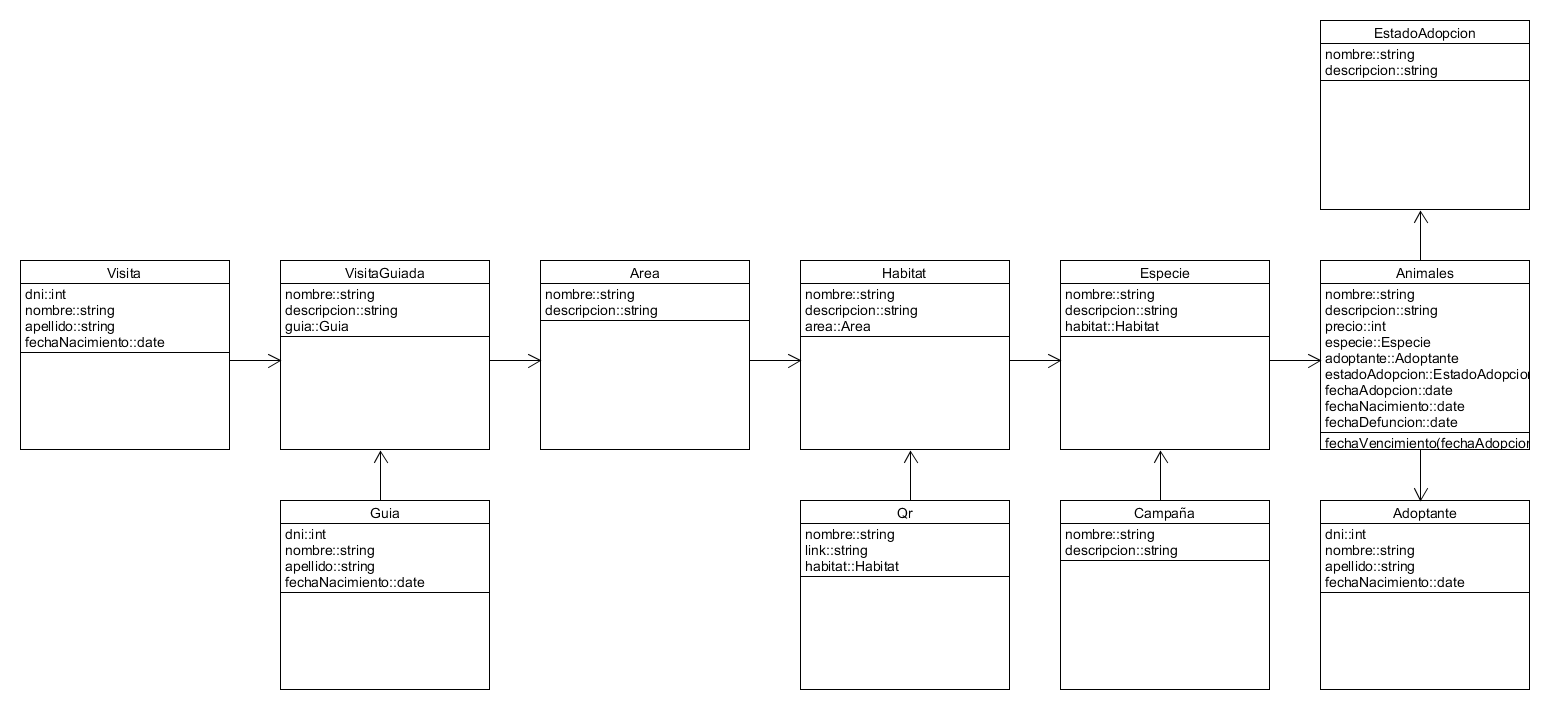 EstadoAdopcion
nombre::string
descripcion::string
Visita
dni::int
nombre::string
apellido::string
fechaNacimiento::date
VisitaGuiada
nombre::string
descripcion::string
guia::Guia
Area
nombre::string
descripcion::string
Habitat
nombre::string
descripcion::string
area::Area
Especie
nombre::string
descripcion::string
habitat::Habitat
Animales
nombre::string
descripcion::string
precio::int
especie::Especie
adoptante::Adoptante
estadoAdopcion::EstadoAdopcion
fechaAdopcion::date
fechaNacimiento::date
fechaDefuncion::date
fechaVencimiento(fechaAdopcion
Guia
dni::int
nombre::string
apellido::string
fechaNacimiento::date
Qr
nombre::string
link::string
habitat::Habitat
Campaña
nombre::string
descripcion::string
Adoptante
dni::int
nombre::string
apellido::string
fechaNacimiento::date